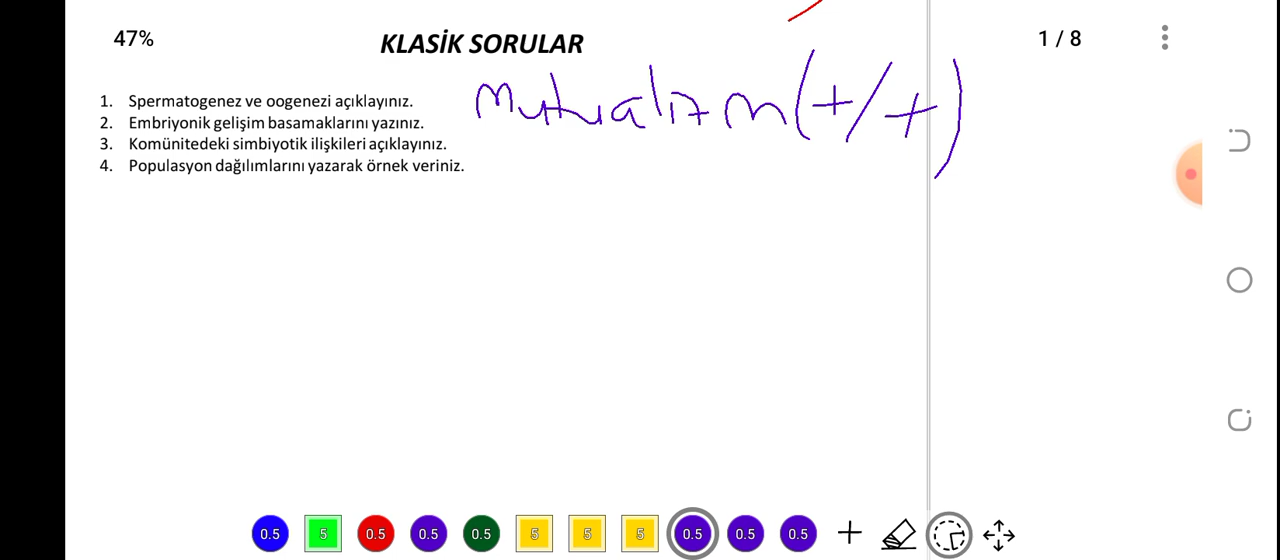 47%
KLASİK SORULAR
1 / 8
1. Spermatogenez ve oogenezi açıklayınız.
2. Embriyonik gelişim basamaklarını yazınız.
3. Komünitedeki simbiyotik ilişkileri açıklayınız.
4. Populasyon dağılımlarını yazarak örnek veriniz.
Mutualizm (+/+)
0.5 5 0.5 0.5 0.5 5 5 5 0.5 0.5 0.5